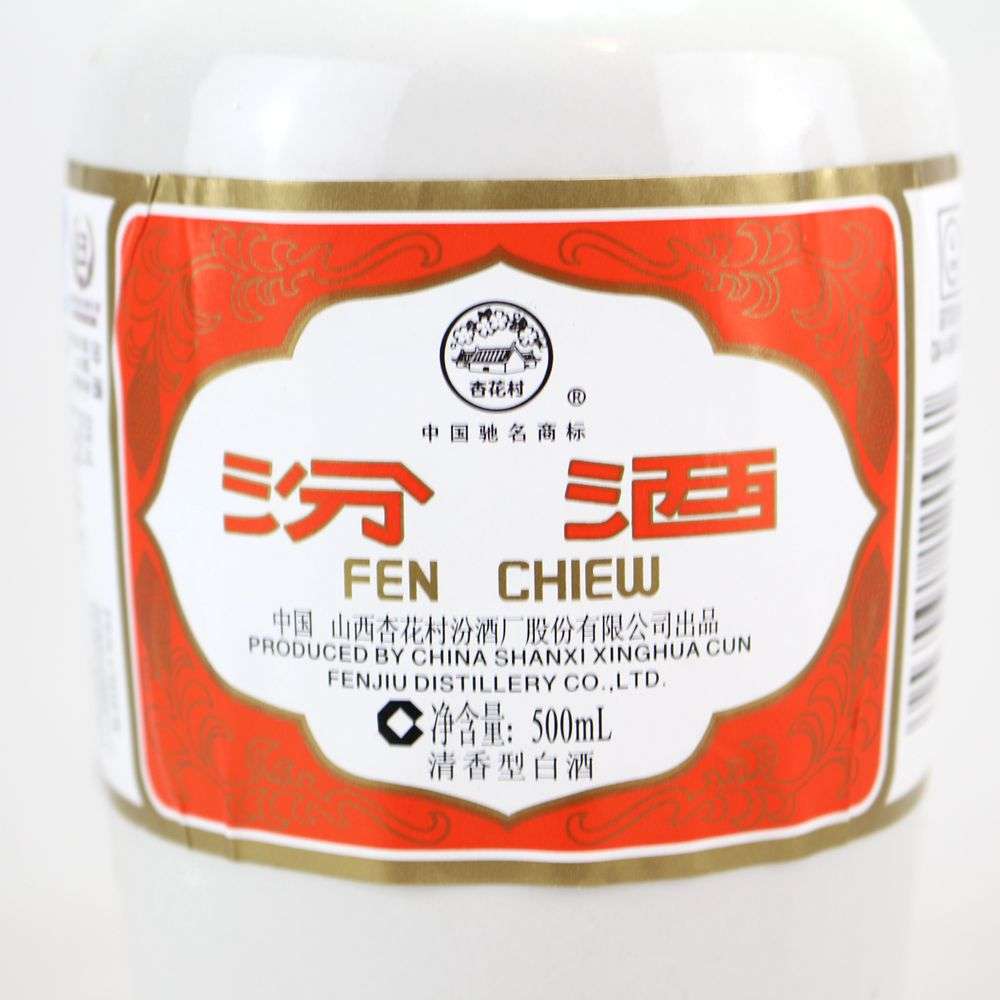 杏花村
®
中国驰名商标
汾酒
FEN CHIEW
中国 山西杏花村汾酒厂股份有限公司出品
PRODUCED BY CHINA SHANXI XINGHUA CUN
FENJIU DISTILLERY CO.,LTD.
净含量: 500mL
清香型白酒